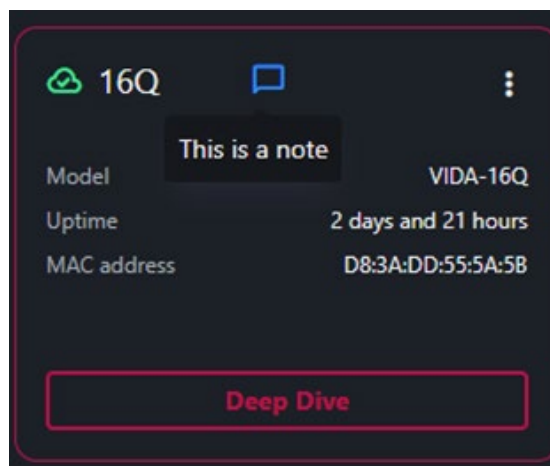 16Q
This is a note
Model VIDA-16Q
Uptime 2 days and 21 hours
MAC address D8:3A:DD:55:5A:5B
Deep Dive